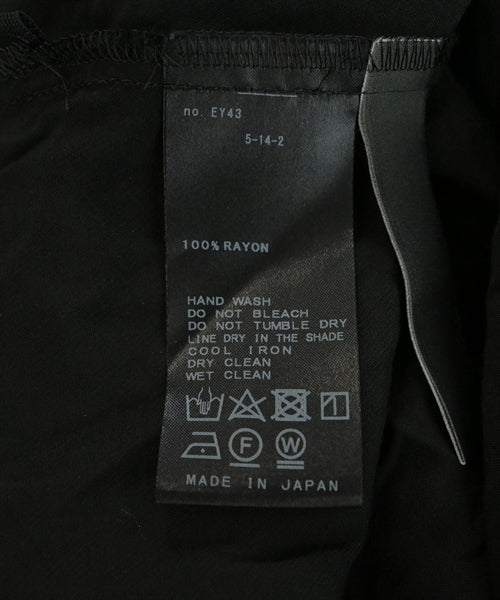 no. EY43
5-14-2
100% RAYON
HAND WASH
DO NOT BLEACH
DO NOT TUMBLE DRY
LINE DRY IN THE SHADE
COOL IRON
DRY CLEAN
WET CLEAN
F W
MADE IN JAPAN